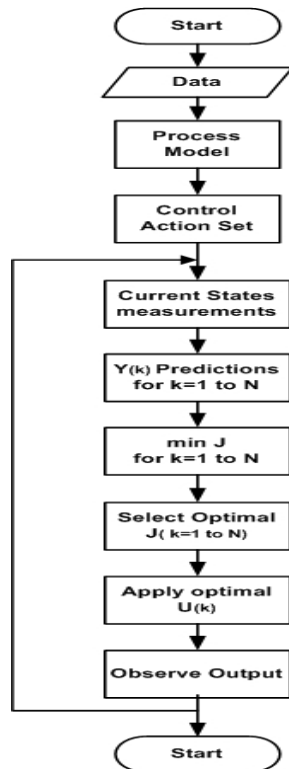 Start
Data
Process
Model
Control
Action Set
Current States
measurements
Y(k) Predictions
for k=1 to N
min J
for k=1 to N
Select Optimal
J( k=1 to N)
Apply optimal
U(k)
Observe Output
Start